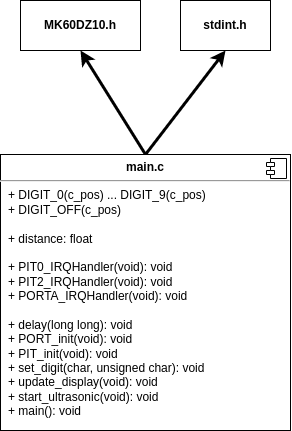 MK60DZ10.h
stdint.h
main.c
+ DIGIT_0(c_pos) ... DIGIT_9(c_pos)
+ DIGIT_OFF(c_pos)
+ distance: float
+ PIT0_IRQHandler(void): void
+ PIT2_IRQHandler(void): void
+ PORTA_IRQHandler(void): void
+ delay(long long): void
+ PORT_init(void): void
+ PIT_init(void): void
+ set_digit(char, unsigned char): void
+ update_display(void): void
+ start_ultrasonic(void): void
+ main(): void